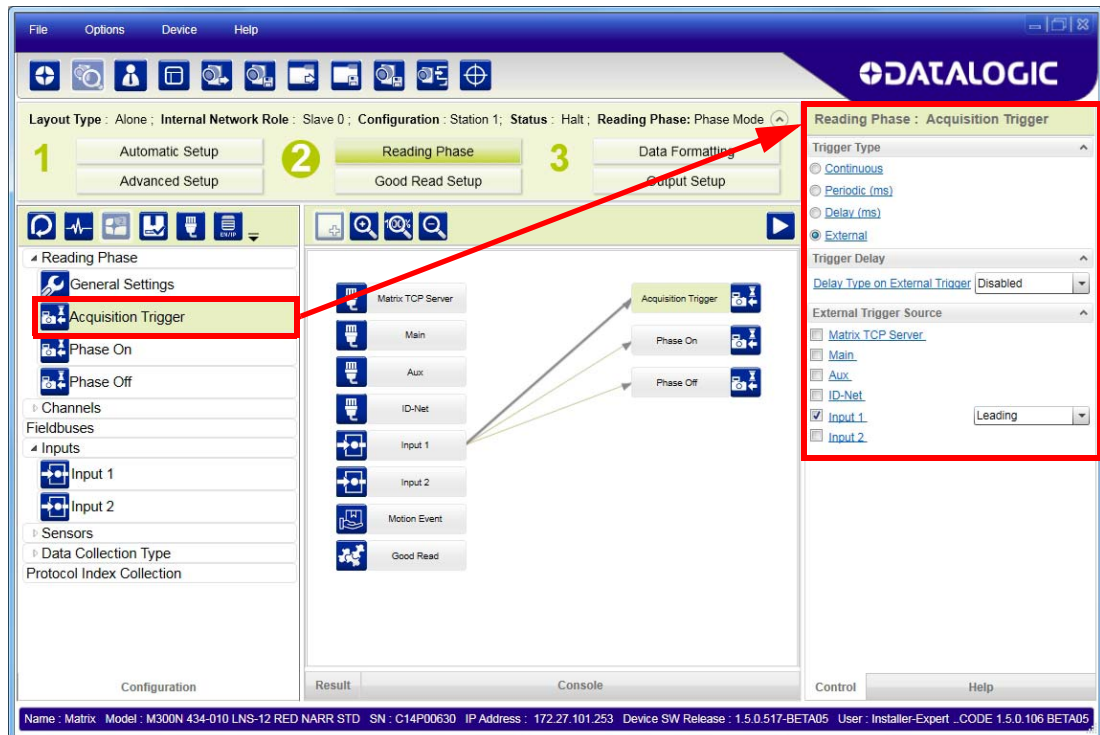 File Options Device Help
DATALOGIC
Layout Type : Alone ; Internal Network Role : Slave 0 ; Configuration : Station 1; Status : Halt ; Reading Phase: Phase Mode
1 Automatic Setup
Advanced Setup
2 Reading Phase
Good Read Setup
3 Data Formatting
Output Setup
EN/IP
Reading Phase
General Settings
Acquisition Trigger
Phase On
Phase Off
Channels
Fieldbuses
Inputs
Input 1
Input 2
Sensors
Data Collection Type
Protocol Index Collection
Configuration
100%
Matrix TCP Server
Main
Aux
ID-Net
Input 1
Input 2
Motion Event
Good Read
Acquisition Trigger
Phase On
Phase Off
Result Console
Reading Phase : Acquisition Trigger
Trigger Type
Continuous
Periodic (ms)
Delay (ms)
External
Trigger Delay
Delay Type on External Trigger Disabled
External Trigger Source
Matrix TCP Server
Main
Aux
ID-Net
Input 1 Leading
Input 2
Control Help
Name : Matrix Model : M300N 434-010 LNS-12 RED NARR STD SN : C14P00630 IP Address : 172.27.101.253 Device SW Release : 1.5.0.517-BETA05 User : Installer-Expert ..CODE 1.5.0.106 BETA05